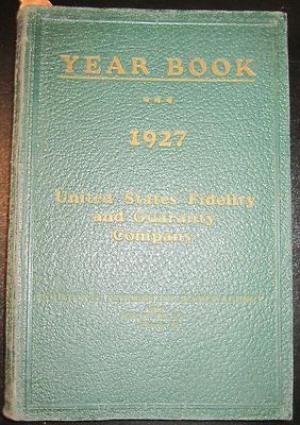 YEAR BOOK
1927
United States Fidelity
and Guaranty
Company